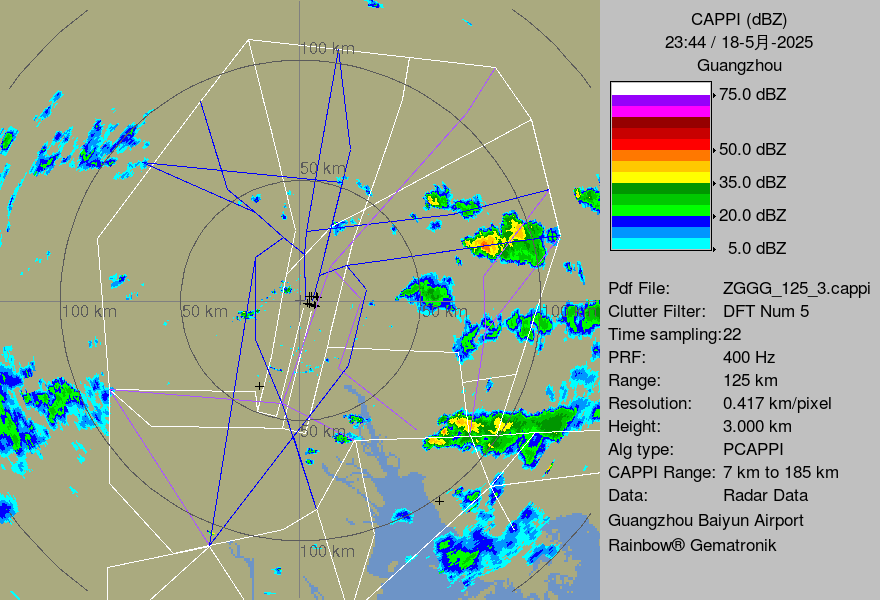 CAPPI (dBZ)
23:44 / 18-5月-2025
Guangzhou
75.0 dBZ
50.0 dBZ
35.0 dBZ
20.0 dBZ
5.0 dBZ
Pdf File: ZGGG_125_3.cappi
Clutter Filter: DFT Num 5
Time sampling:22
PRF: 400 Hz
Range: 125 km
Resolution: 0.417 km/pixel
Height: 3.000 km
Alg type: PCAPPI
CAPPI Range: 7 km to 185 km
Data: Radar Data
Guangzhou Baiyun Airport
Rainbow® Gematronik
100 km
50 km
100 km
50 km
50 km
100 km
50 km
100 km